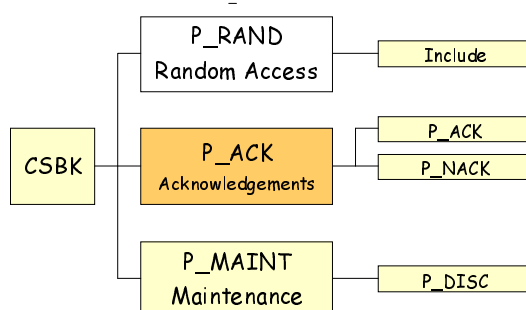 P_RAND
Random Access
Include
CSBK
P_ACK
Acknowledgements
P_ACK
P_NACK
P_MAINT
Maintenance
P_DISC